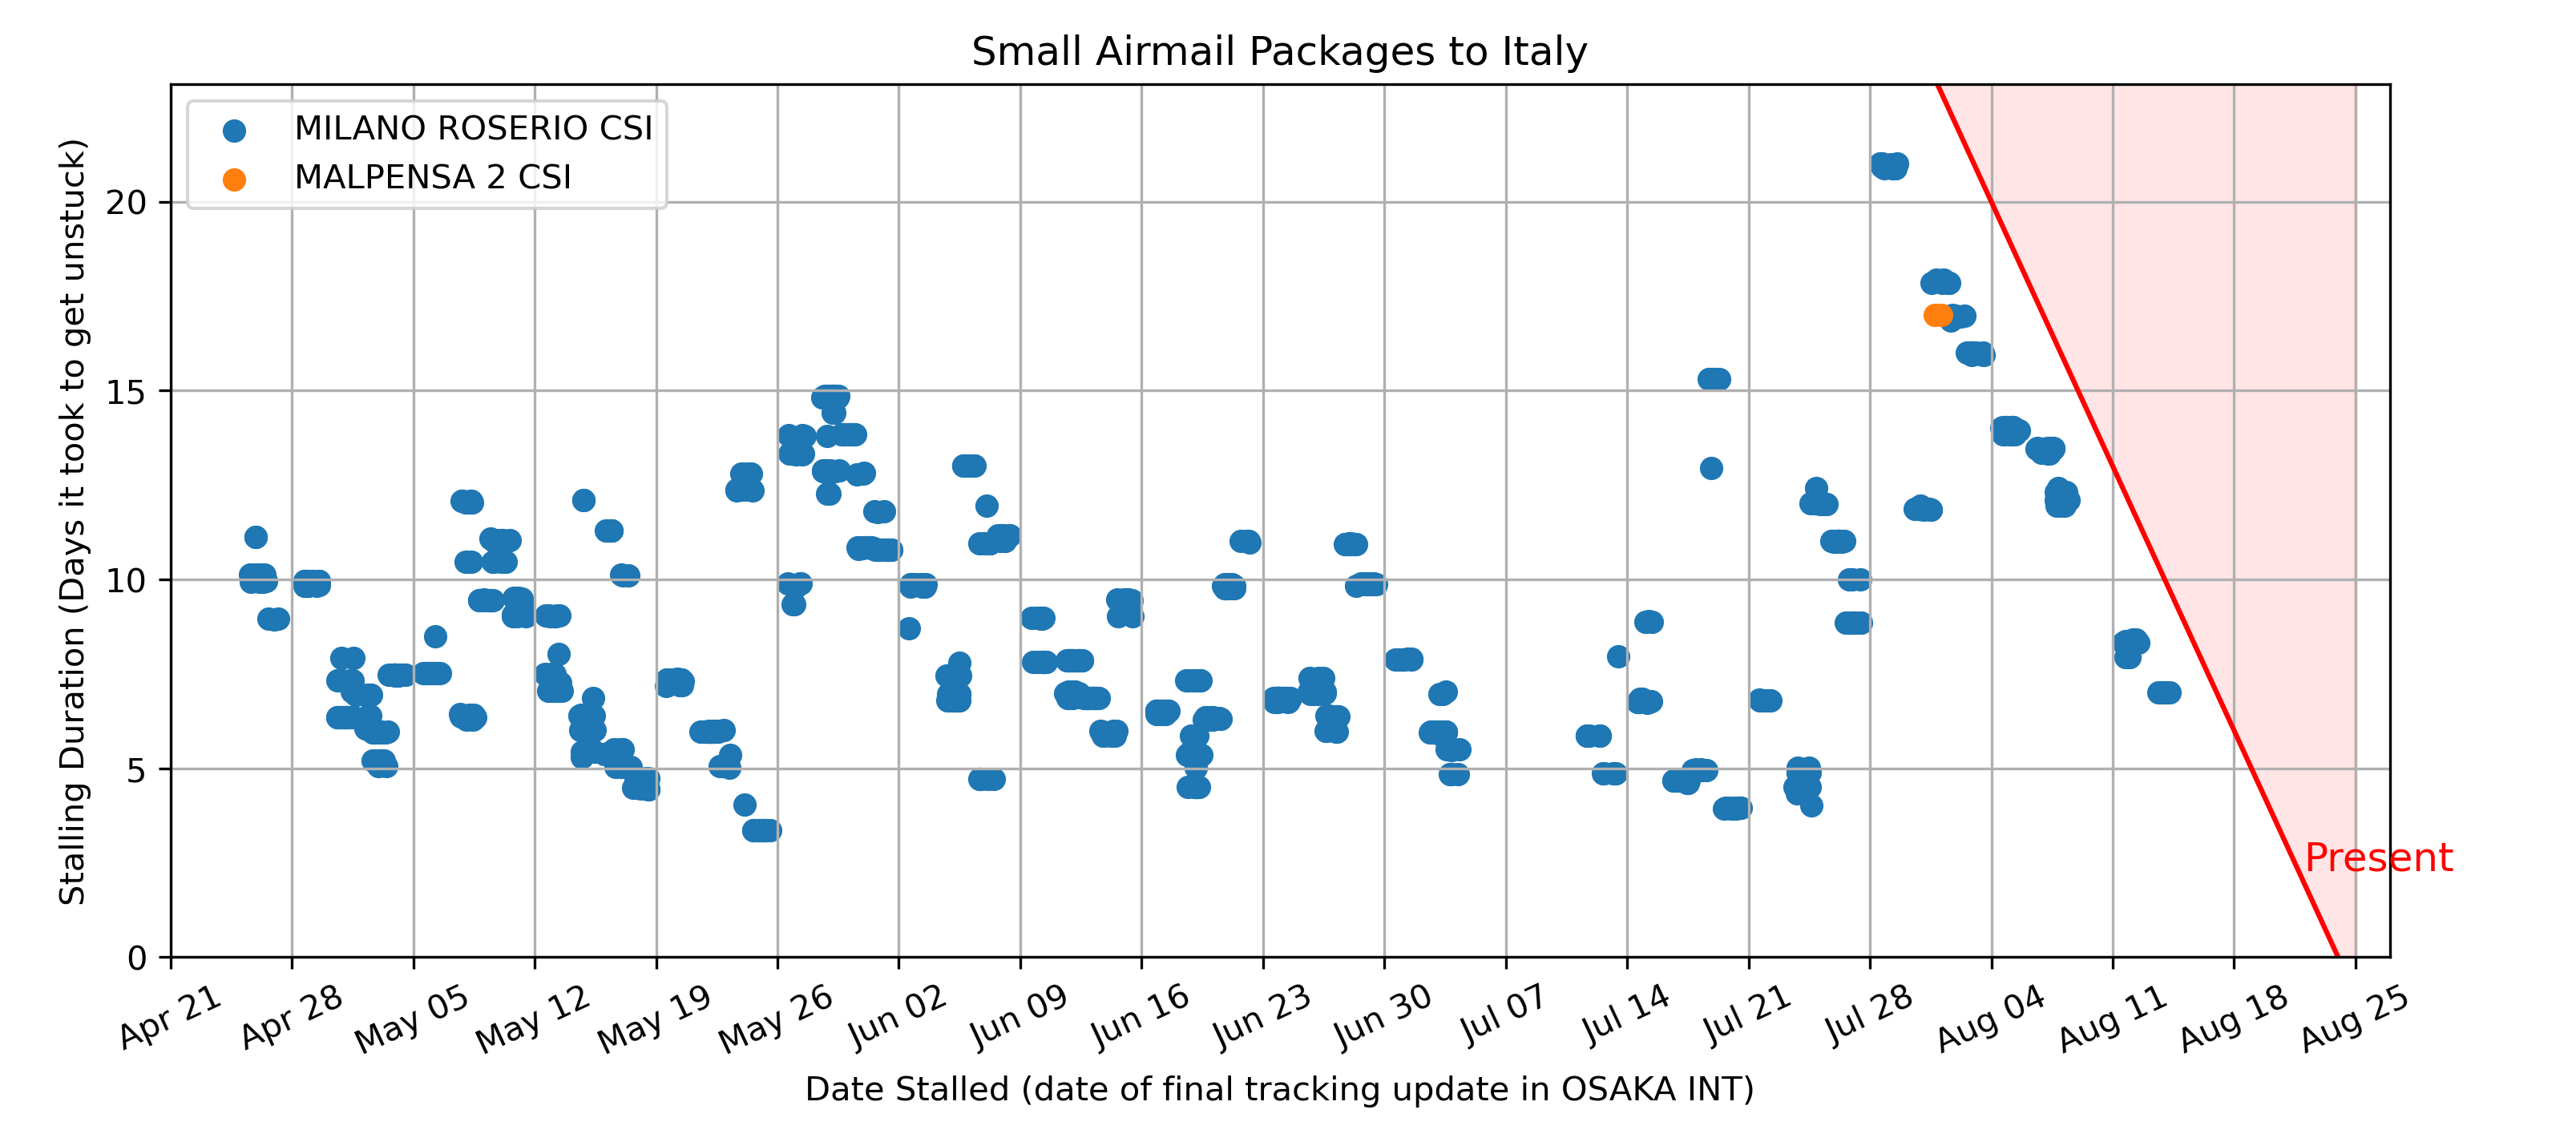 Small Airmail Packages to Italy
MILANO ROSERIO CSI
MALPENSA 2 CSI
Stalling Duration (Days it took to get unstuck)
20
15
10
5
0
Present
Apr 21
Apr 28
May 05
May 12
May 19
May 26
Jun 02
Jun 09
Jun 16
Jun 23
Jun 30
Jul 07
Jul 14
Jul 21
Jul 28
Aug 04
Aug 11
Aug 18
Aug 25
Date Stalled (date of final tracking update in OSAKA INT)